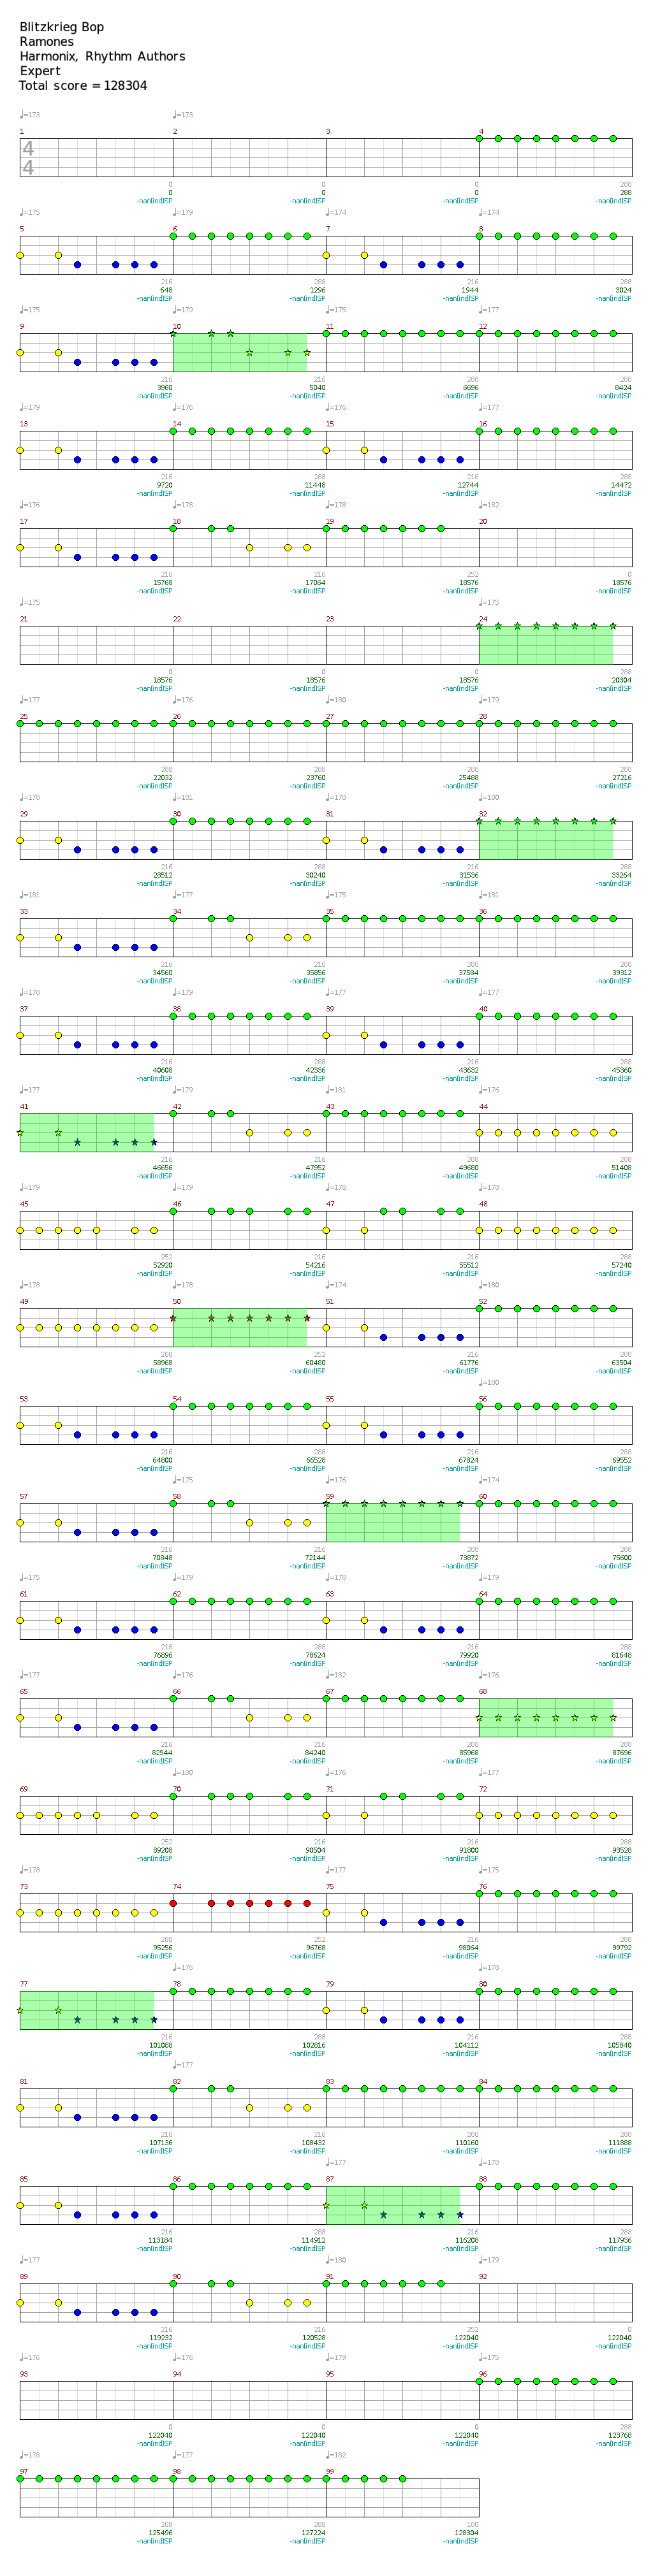 Blitzkrieg Bop
Ramones
Harmonix, Rhythm Authors
Expert
Total score = 128304
♩=173 ♩=173
1 2 3 4
4
4
0 0 0 288
0 0 0 288
-nan(ind)SP -nan(ind)SP -nan(ind)SP -nan(ind)SP
♩=175 ♩=179 ♩=174 ♩=174
5 6 7 8
216 288 216 288
648 1296 1944 3024
-nan(ind)SP -nan(ind)SP -nan(ind)SP -nan(ind)SP
♩=175 ♩=179 ♩=175 ♩=177
9 10 11 12
216 216 288 288
3960 5040 6696 8424
-nan(ind)SP -nan(ind)SP -nan(ind)SP -nan(ind)SP
♩=179 ♩=176 ♩=176 ♩=177
13 14 15 16
216 288 216 288
9720 11448 12744 14472
-nan(ind)SP -nan(ind)SP -nan(ind)SP -nan(ind)SP
♩=176 ♩=178 ♩=178 ♩=182
17 18 19 20
216 216 252 0
15768 17064 18576 18576
-nan(ind)SP -nan(ind)SP -nan(ind)SP -nan(ind)SP
♩=175 ♩=175
21 22 23 24
0 0 0 288
18576 18576 18576 20304
-nan(ind)SP -nan(ind)SP -nan(ind)SP -nan(ind)SP
♩=177 ♩=176 ♩=180 ♩=179
25 26 27 28
288 288 288 288
22032 23760 25488 27216
-nan(ind)SP -nan(ind)SP -nan(ind)SP -nan(ind)SP
♩=178 ♩=181 ♩=178 ♩=180
29 30 31 32
216 288 216 288
28512 30240 31536 33264
-nan(ind)SP -nan(ind)SP -nan(ind)SP -nan(ind)SP
♩=181 ♩=177 ♩=175 ♩=181
33 34 35 36
216 216 288 288
34560 35856 37584 39312
-nan(ind)SP -nan(ind)SP -nan(ind)SP -nan(ind)SP
♩=178 ♩=179 ♩=177 ♩=177
37 38 39 40
216 288 216 288
40608 42336 43632 45360
-nan(ind)SP -nan(ind)SP -nan(ind)SP -nan(ind)SP
♩=177 ♩=179 ♩=181 ♩=176
41 42 43 44
216 216 288 288
46656 47952 49680 51408
-nan(ind)SP -nan(ind)SP -nan(ind)SP -nan(ind)SP
♩=179 ♩=179 ♩=178 ♩=178
45 46 47 48
252 216 216 288
52920 54216 55512 57240
-nan(ind)SP -nan(ind)SP -nan(ind)SP -nan(ind)SP
♩=178 ♩=178 ♩=174 ♩=180
49 50 51 52
288 252 216 288
58968 60480 61776 63504
-nan(ind)SP -nan(ind)SP -nan(ind)SP -nan(ind)SP
♩=180
53 54 55 56
216 288 216 288
64800 66528 67824 69552
-nan(ind)SP -nan(ind)SP -nan(ind)SP -nan(ind)SP
♩=175 ♩=176 ♩=174
57 58 59 60
216 216 288 288
70848 72144 73872 75600
-nan(ind)SP -nan(ind)SP -nan(ind)SP -nan(ind)SP
♩=175 ♩=179 ♩=178 ♩=179
61 62 63 64
216 288 216 288
76896 78624 79920 81648
-nan(ind)SP -nan(ind)SP -nan(ind)SP -nan(ind)SP
♩=177 ♩=176 ♩=182 ♩=176
65 66 67 68
216 216 288 288
82944 84240 85968 87696
-nan(ind)SP -nan(ind)SP -nan(ind)SP -nan(ind)SP
♩=180 ♩=176 ♩=177
69 70 71 72
252 216 216 288
89208 90504 91800 93528
-nan(ind)SP -nan(ind)SP -nan(ind)SP -nan(ind)SP
♩=178 ♩=177 ♩=175
73 74 75 76
288 252 216 288
95256 96768 98064 99792
-nan(ind)SP -nan(ind)SP -nan(ind)SP -nan(ind)SP
♩=176 ♩=178
77 78 79 80
216 288 216 288
101088 102816 104112 105840
-nan(ind)SP -nan(ind)SP -nan(ind)SP -nan(ind)SP
♩=177
81 82 83 84
216 216 288 288
107136 108432 110160 111888
-nan(ind)SP -nan(ind)SP -nan(ind)SP -nan(ind)SP
♩=177 ♩=178
85 86 87 88
216 288 216 288
113184 114912 116208 117936
-nan(ind)SP -nan(ind)SP -nan(ind)SP -nan(ind)SP
♩=177 ♩=180 ♩=179
89 90 91 92
216 216 252 0
119232 120528 122040 122040
-nan(ind)SP -nan(ind)SP -nan(ind)SP -nan(ind)SP
♩=176 ♩=176 ♩=179 ♩=175
93 94 95 96
0 0 0 288
122040 122040 122040 123768
-nan(ind)SP -nan(ind)SP -nan(ind)SP -nan(ind)SP
♩=178 ♩=177 ♩=182
97 98 99
288 288 180
125496 127224 128304
-nan(ind)SP -nan(ind)SP -nan(ind)SP